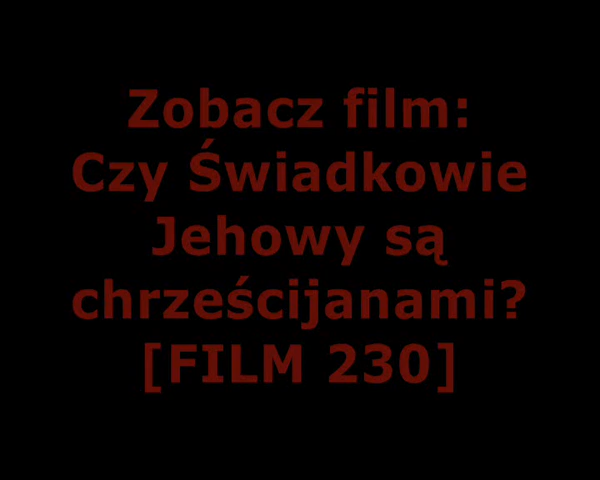 Zobacz film:
Czy Świadkowie
Jehowy są
chrześcijanami?
[FILM 230]